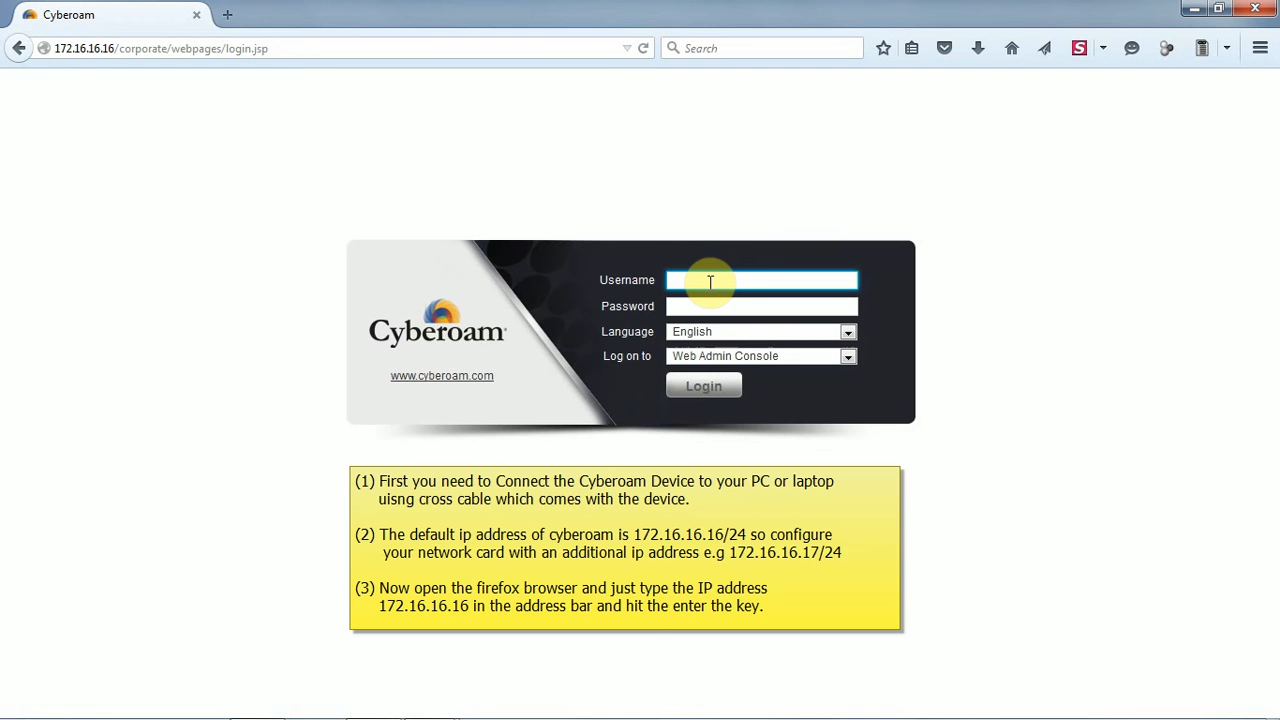 Cyberoam
172.16.16.16/corporate/webpages/login.jsp
Search
S
Username
Password
Language English
Log on to Web Admin Console
Login
Cyberoam
www.cyberoam.com
(1) First you need to Connect the Cyberoam Device to your PC or laptop
uisng cross cable which comes with the device.
(2) The default ip address of cyberoam is 172.16.16.16/24 so configure
your network card with an additional ip address e.g 172.16.16.17/24
(3) Now open the firefox browser and just type the IP address
172.16.16.16 in the address bar and hit the enter the key.